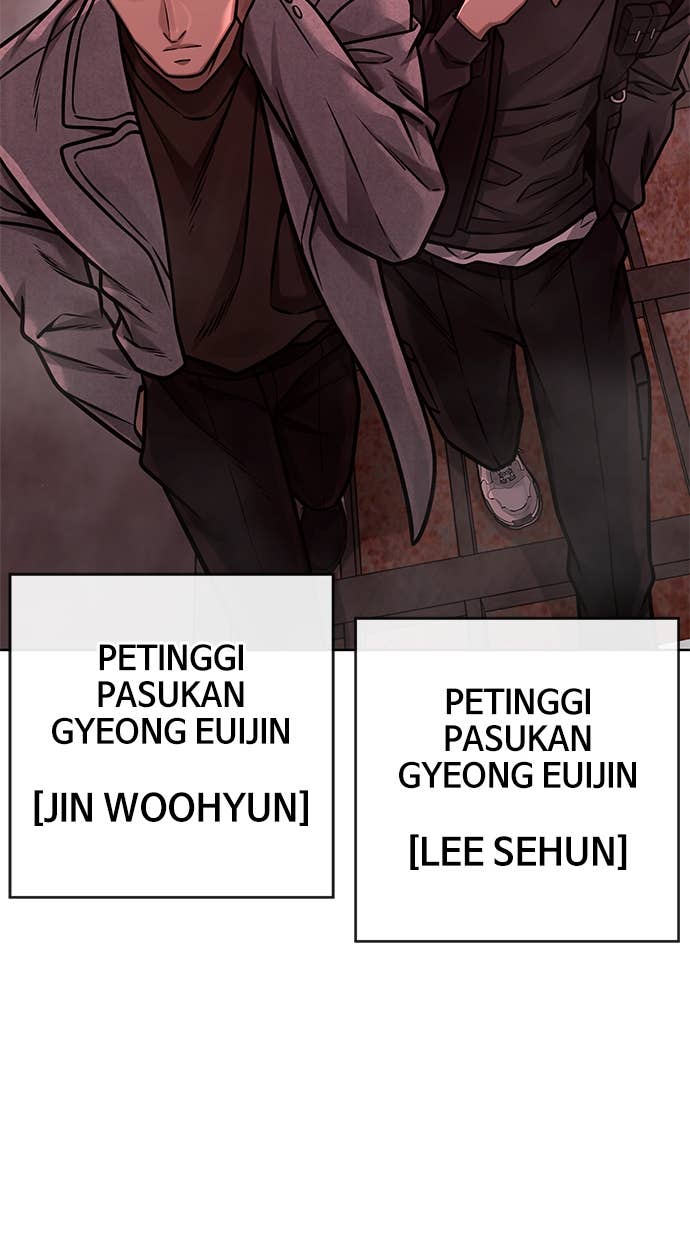 PETINGGI
PASUKAN
GYEONG EUIJIN
[JIN WOOHYUN]
PETINGGI
PASUKAN
GYEONG EUIJIN
[LEE SEHUN]